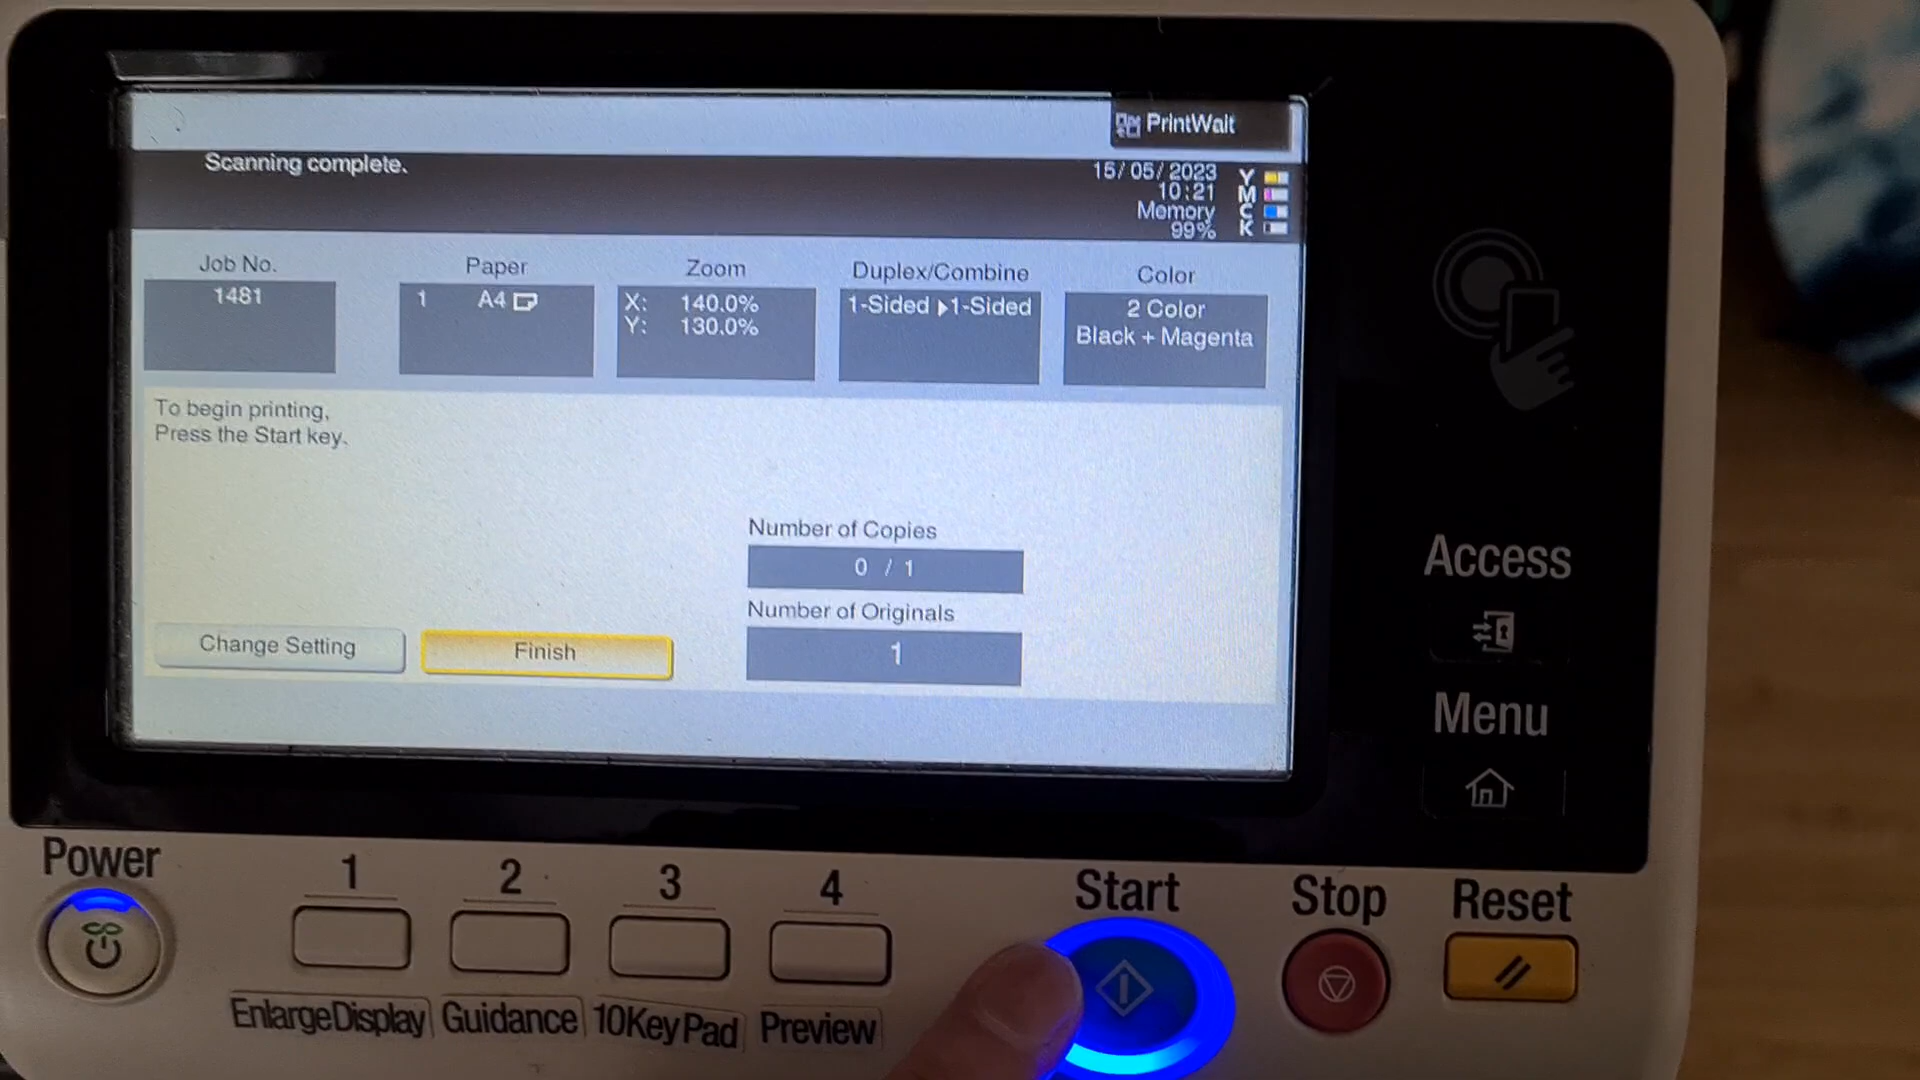 PrintWait
Scanning complete.
15/05/2023
10:21
Memory
99%
Y
M
C
K
Job No.
1481
Paper
1 A4
Zoom
X: 140.0%
Y: 130.0%
Duplex/Combine
1-Sided ▶1-Sided
Color
2 Color
Black + Magenta
To begin printing,
Press the Start key.
Number of Copies
0 / 1
Number of Originals
1
Change Setting
Finish
Access
Menu
Power
1
2
3
4
Start
Stop
Reset
EnlargeDisplay
Guidance
10KeyPad
Preview